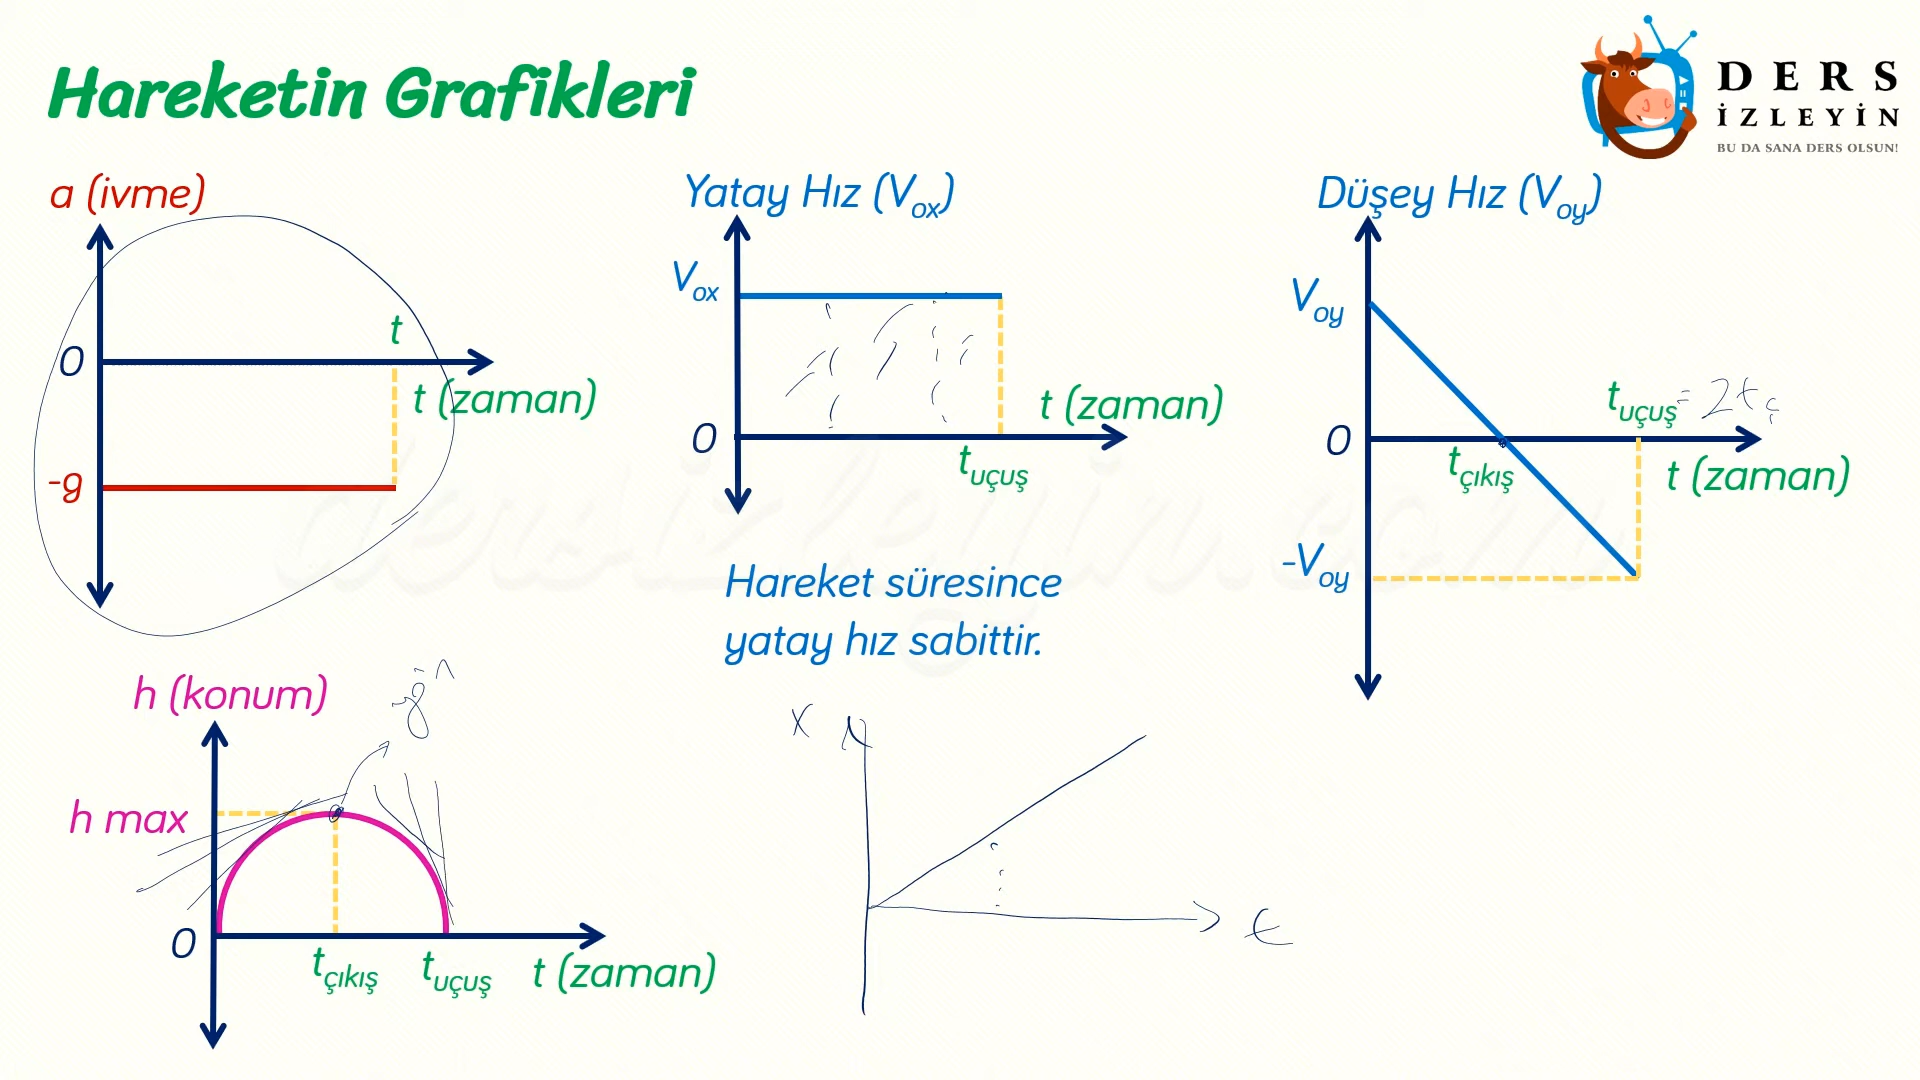 Hareketin Grafikleri
DERS
İZLEYİN
BU DA SANA DERS OLSUN!
a (ivme)
0
t
t (zaman)
-g
Yatay Hız (Vox)
Vox
0
t (zaman)
tuçuş
Hareket süresince
yatay hız sabittir.
Düşey Hız (Voy)
Voy
0
tçıkış
tuçuş = 2tç
t (zaman)
-Voy
h (konum)
h max
0
tçıkış
tuçuş
t (zaman)
x
t
dersizleyin.com